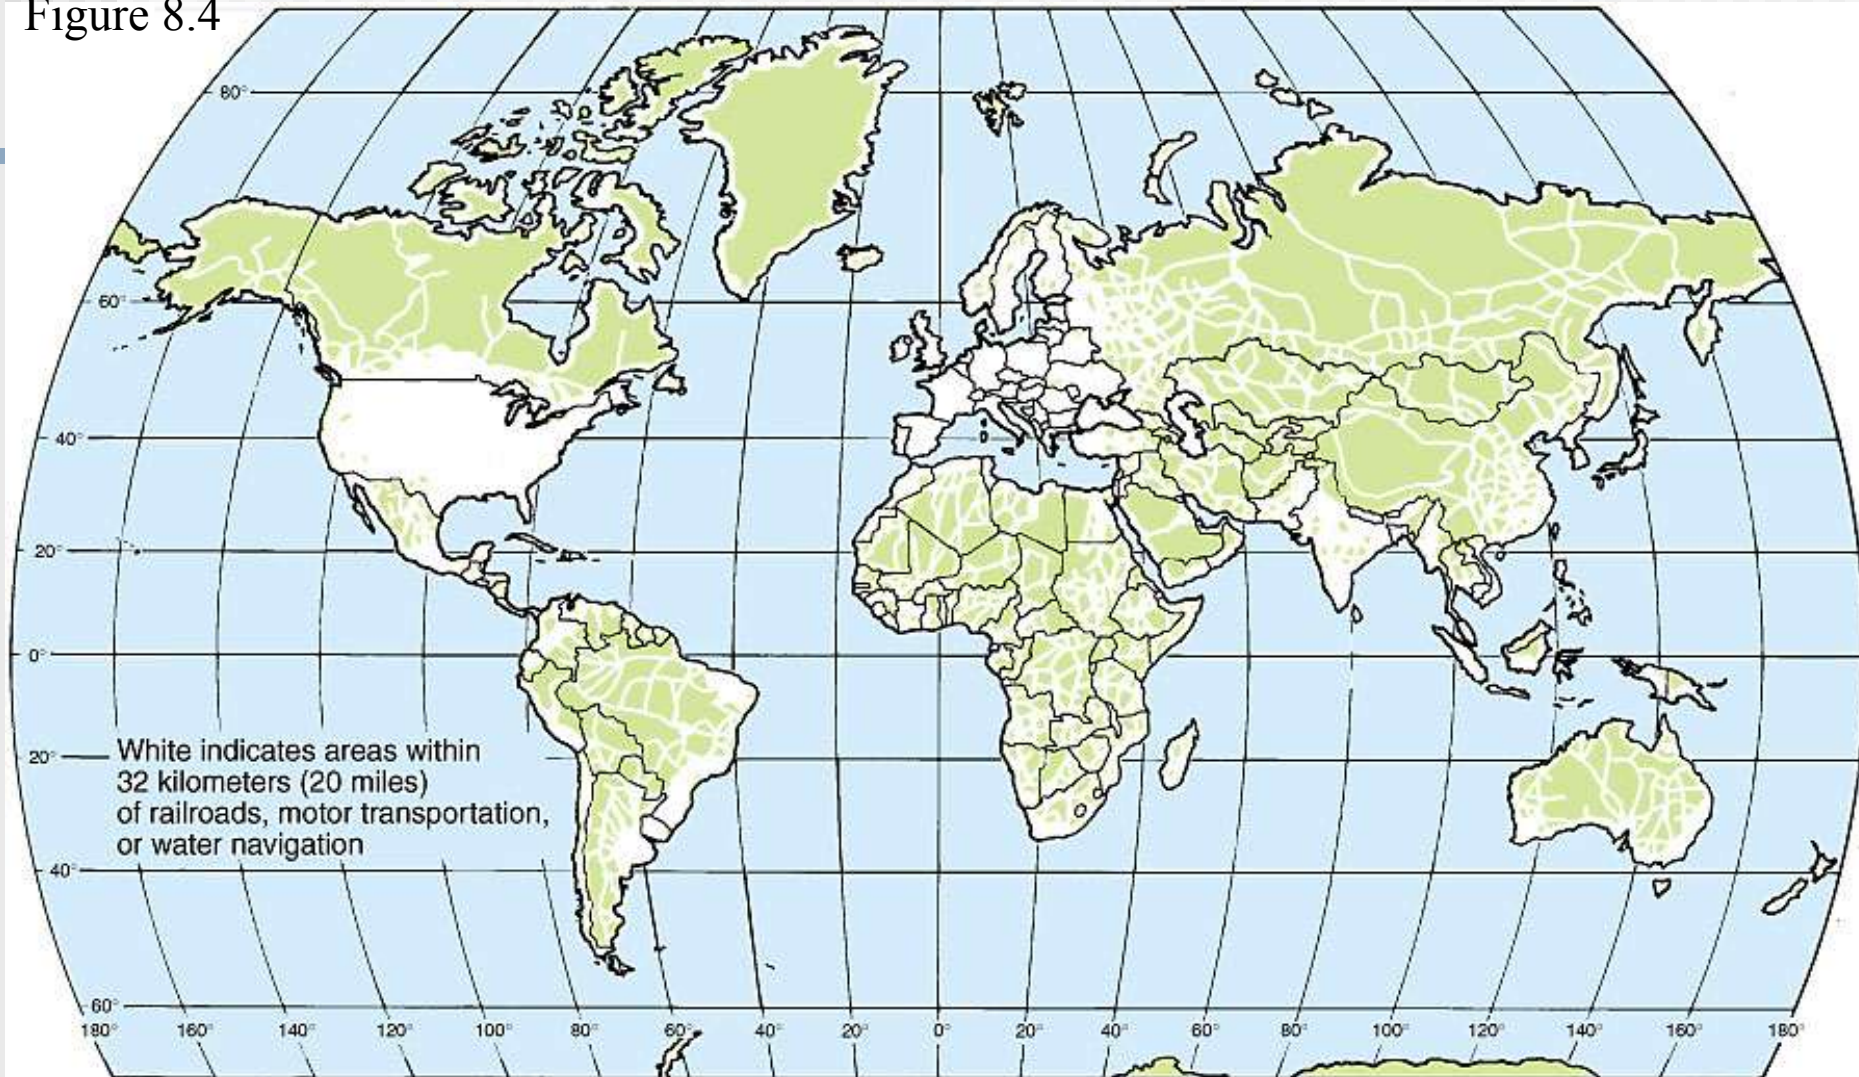 Figure 8.4
80°
60°
40°
20°
0°
White indicates areas within
32 kilometers (20 miles)
of railroads, motor transportation,
or water navigation
20°
40°
60°
180° 160° 140° 120° 100° 80° 60° 40° 20° 0° 20° 40° 60° 80° 100° 120° 140° 160° 180°